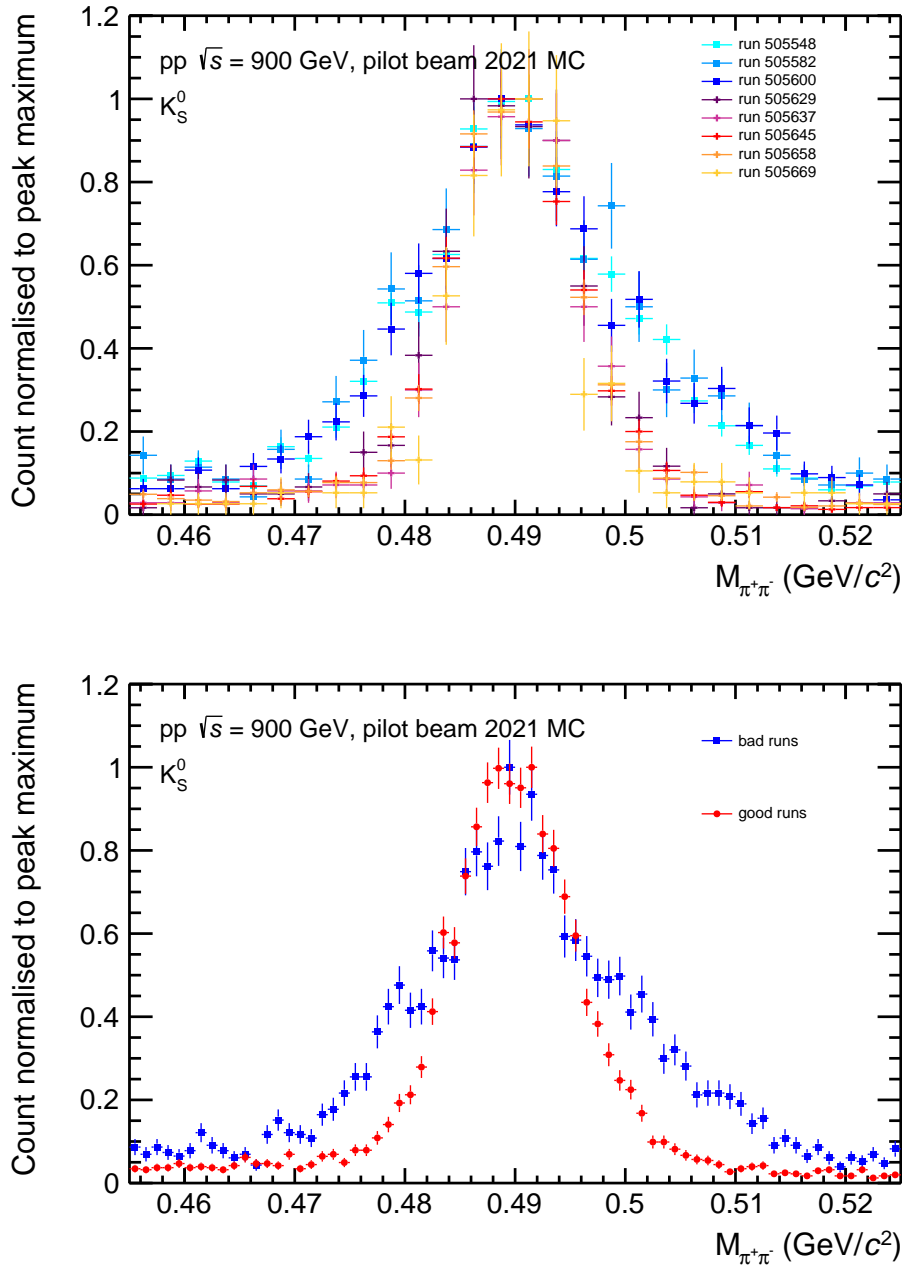 1.2
1
0.8
0.6
0.4
0.2
0
Count normalised to peak maximum
pp √s = 900 GeV, pilot beam 2021 MC
K⁰_S
run 505548
run 505582
run 505600
run 505629
run 505637
run 505645
run 505658
run 505669
0.46 0.47 0.48 0.49 0.5 0.51 0.52
M_π⁺π⁻ (GeV/c²)
1.2
1
0.8
0.6
0.4
0.2
0
Count normalised to peak maximum
pp √s = 900 GeV, pilot beam 2021 MC
K⁰_S
bad runs
good runs
0.46 0.47 0.48 0.49 0.5 0.51 0.52
M_π⁺π⁻ (GeV/c²)